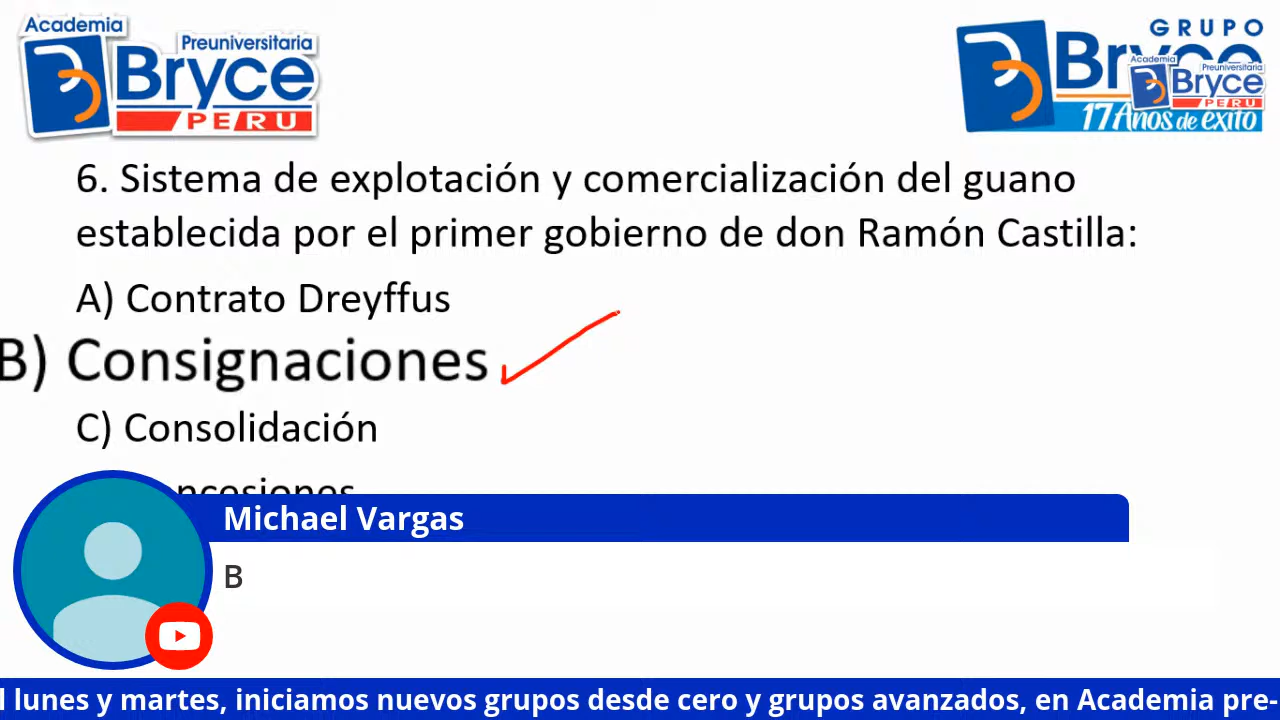 Academia
Preuniversitaria
Bryce
PERU
GRUPO
Bryce
Academia
Preuniversitaria
Bryce
PERU
17 Años de éxito
6. Sistema de explotación y comercialización del guano
establecida por el primer gobierno de don Ramón Castilla:
A) Contrato Dreyffus
B) Consignaciones
C) Consolidación
Michael Vargas
B
lunes y martes, iniciamos nuevos grupos desde cero y grupos avanzados, en Academia pre-